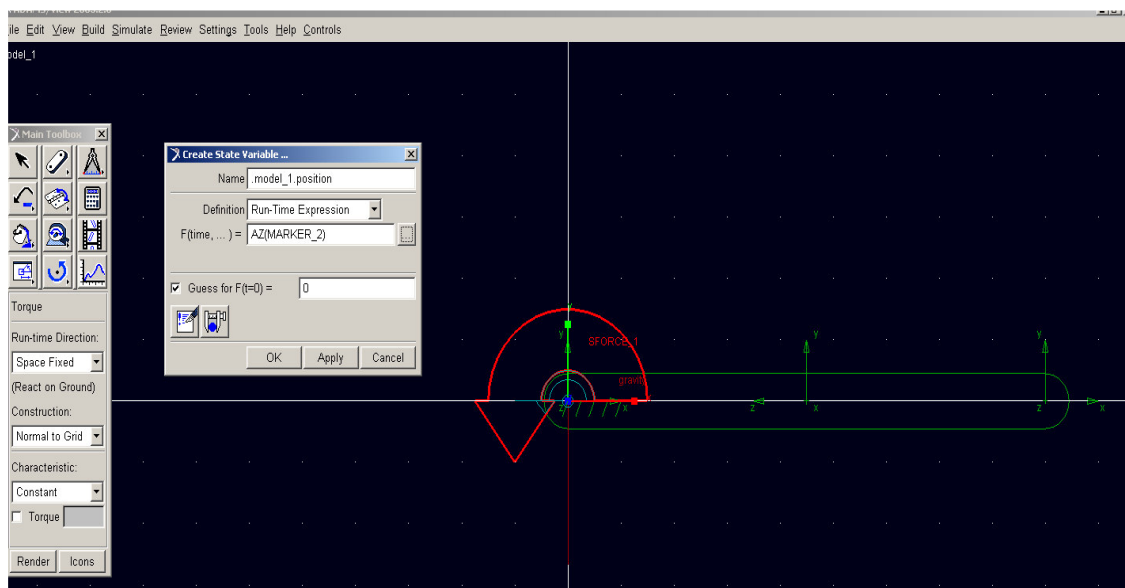 ile Edit View Build Simulate Review Settings Tools Help Controls
odel_1
Main Toolbox
Torque
Run-time Direction:
Space Fixed
(React on Ground)
Construction:
Normal to Grid
Characteristic:
Constant
Torque
Render Icons
Create State Variable ...
Name .model_1.position
Definition Run-Time Expression
F(time, ... ) = AZ(MARKER_2)
Guess for F(t=0) = 0
OK Apply Cancel
y
SFORCE_1
gravity
z x
y
z x
y
z x